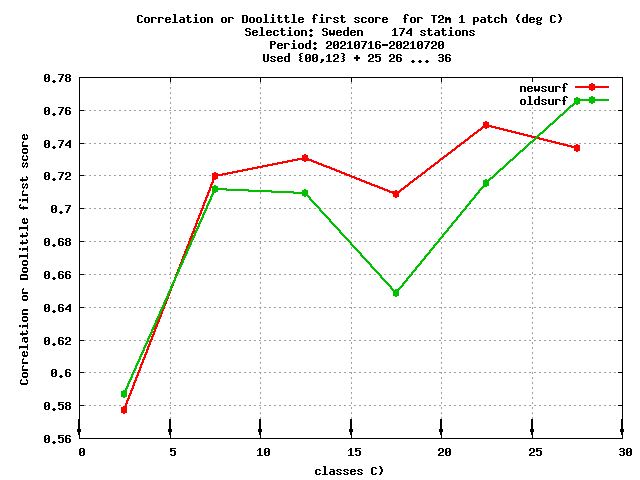 Correlation or Doolittle first score  for T2m 1 patch (deg C)
Selection: Sweden    174 stations
Period: 20210716-20210720
Used {00,12} + 25 26 ... 36
newsurf
oldsurf
Correlation or Doolittle first score
0.78
0.76
0.74
0.72
0.7
0.68
0.66
0.64
0.62
0.6
0.58
0.56
0 5 10 15 20 25 30
classes C)